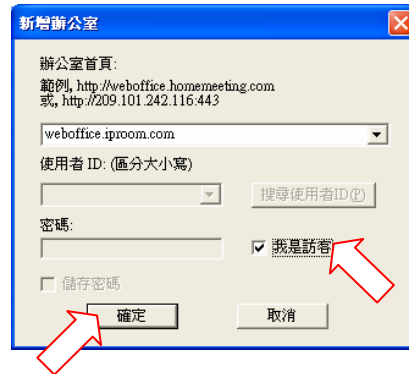 新增辦公室
辦公室首頁:
範例, http://weboffice.homemeeting.com
或, http://209.101.242.116:443
weboffice.iproom.com
使用者 ID: (區分大小寫)
搜尋使用者ID(P)
密碼:
我是訪客
儲存密碼
確定 取消